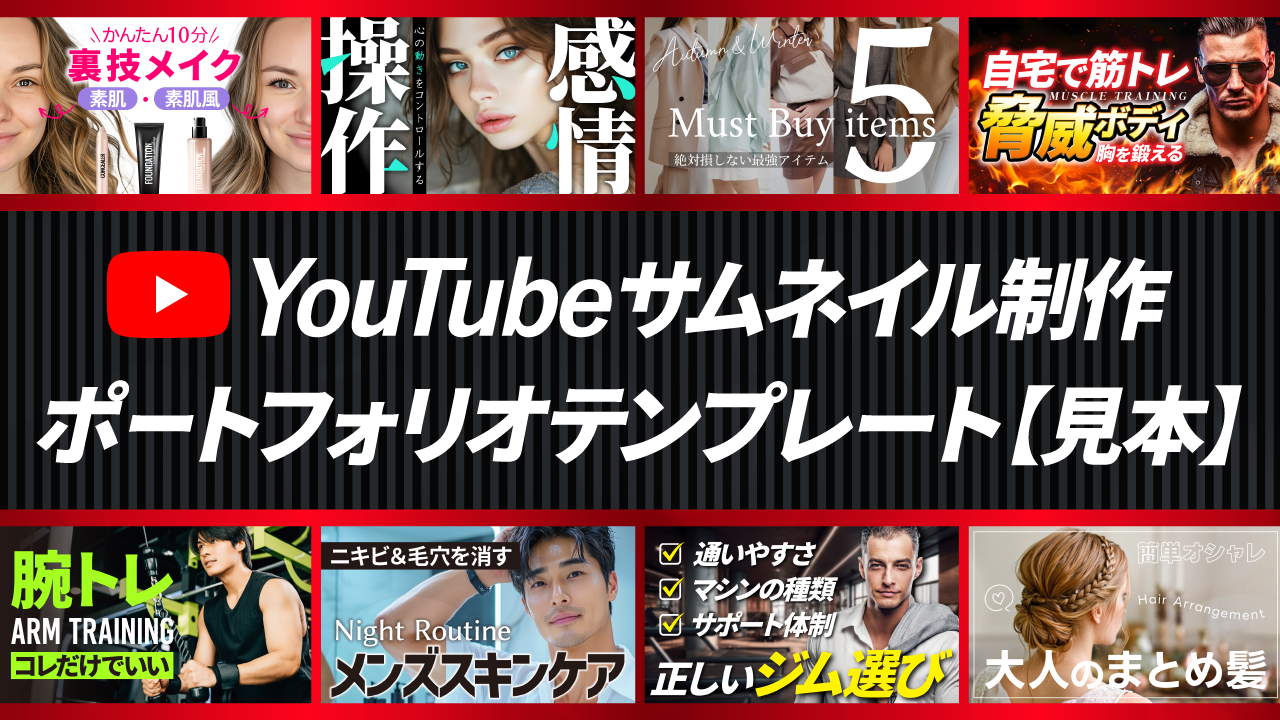 かんたん10分
裏技メイク
素肌・素肌風
CONCEALER
FOUNDATION
FOUNDATION
操作
心の動きをコントロールする
感情
Autumn & Winter
5
Must Buy items
絶対損しない最強アイテム
自宅で筋トレ
MUSCLE TRAINING
脅威ボディ
胸を鍛える
YouTubeサムネイル制作
ポートフォリオテンプレート【見本】
腕トレ
ARM TRAINING
コレだけでいい
ニキビ&毛穴を消す
Night Routine
メンズスキンケア
通いやすさ
マシンの種類
サポート体制
正しいジム選び
簡単オシャレ
Hair Arrangement
大人のまとめ髪